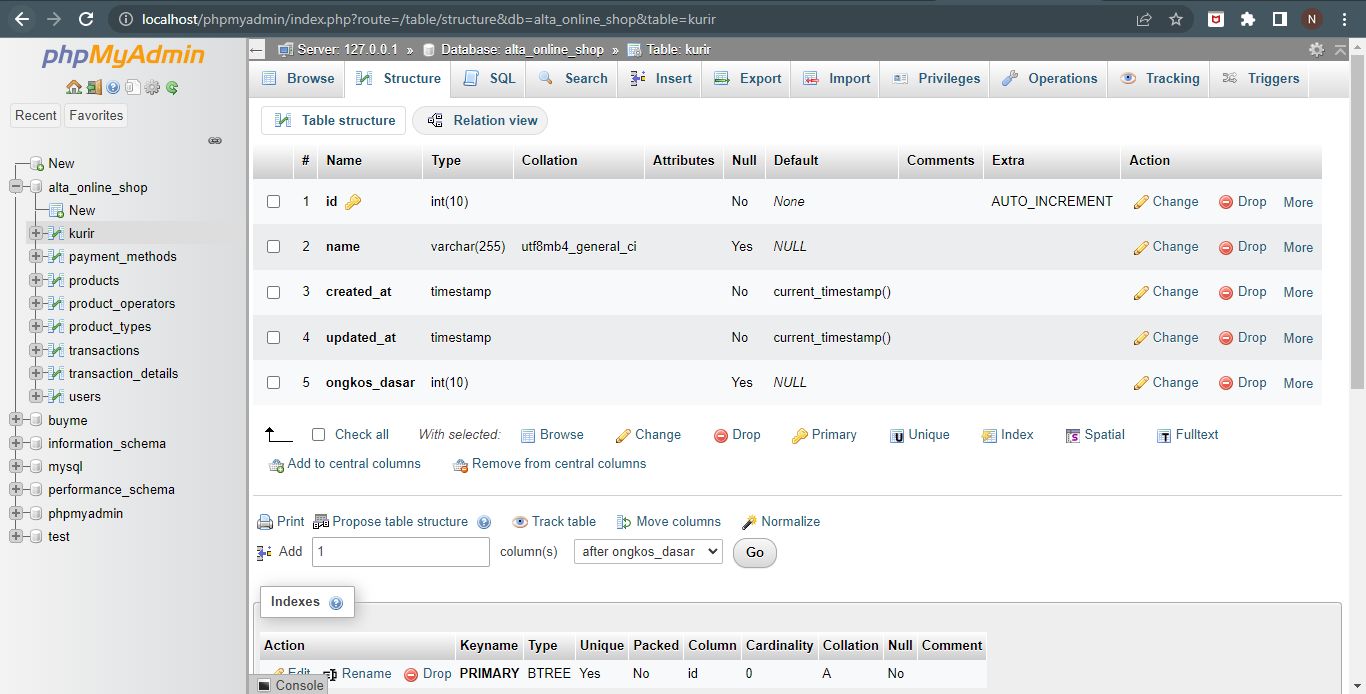 localhost/phpmyadmin/index.php?route=/table/structure&db=alta_online_shop&table=kurir
N
phpMyAdmin
Recent Favorites
New
alta_online_shop
New
kurir
payment_methods
products
product_operators
product_types
transactions
transaction_details
users
buyme
information_schema
mysql
performance_schema
phpmyadmin
test
Server: 127.0.0.1 » Database: alta_online_shop » Table: kurir
Browse Structure SQL Search Insert Export Import Privileges Operations Tracking Triggers
Table structure Relation view
# Name Type Collation Attributes Null Default Comments Extra Action
1 id int(10) No None AUTO_INCREMENT Change Drop More
2 name varchar(255) utf8mb4_general_ci Yes NULL Change Drop More
3 created_at timestamp No current_timestamp() Change Drop More
4 updated_at timestamp No current_timestamp() Change Drop More
5 ongkos_dasar int(10) Yes NULL Change Drop More
Check all With selected: Browse Change Drop Primary Unique Index Spatial Fulltext
Add to central columns Remove from central columns
Print Propose table structure Track table Move columns Normalize
Add 1 column(s) after ongkos_dasar Go
Indexes
Action Keyname Type Unique Packed Column Cardinality Collation Null Comment
Edit Rename Drop PRIMARY BTREE Yes No id 0 A No
Console